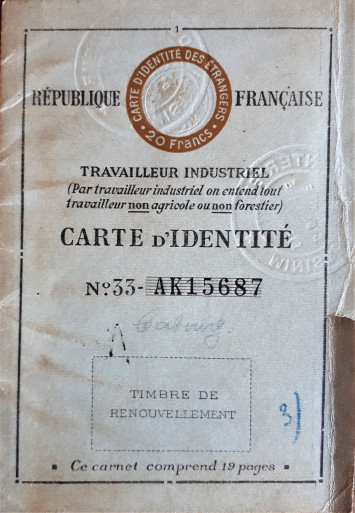 1
RÉPUBLIQUE FRANÇAISE
CARTE D'IDENTITÉ DES ÉTRANGERS
20 Francs
TRAVAILLEUR INDUSTRIEL
(Par travailleur industriel on entend tout
travailleur non agricole ou non forestier)
CARTE D'IDENTITÉ
No. 33- AK15687
TIMBRE DE
RENOUVELLEMENT
Ce carnet comprend 19 pages